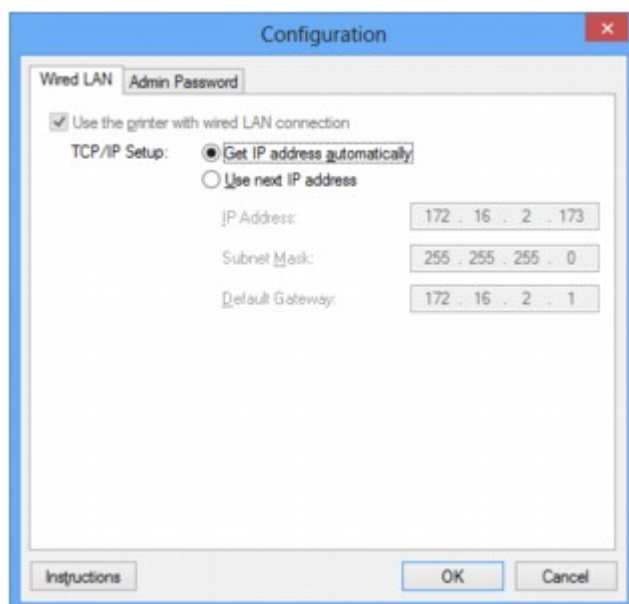 Configuration
Wired LAN Admin Password
Use the printer with wired LAN connection
TCP/IP Setup: Get IP address automatically
Use next IP address
IP Address: 172 . 16 . 2 . 173
Subnet Mask: 255 . 255 . 255 . 0
Default Gateway: 172 . 16 . 2 . 1
Instructions OK Cancel